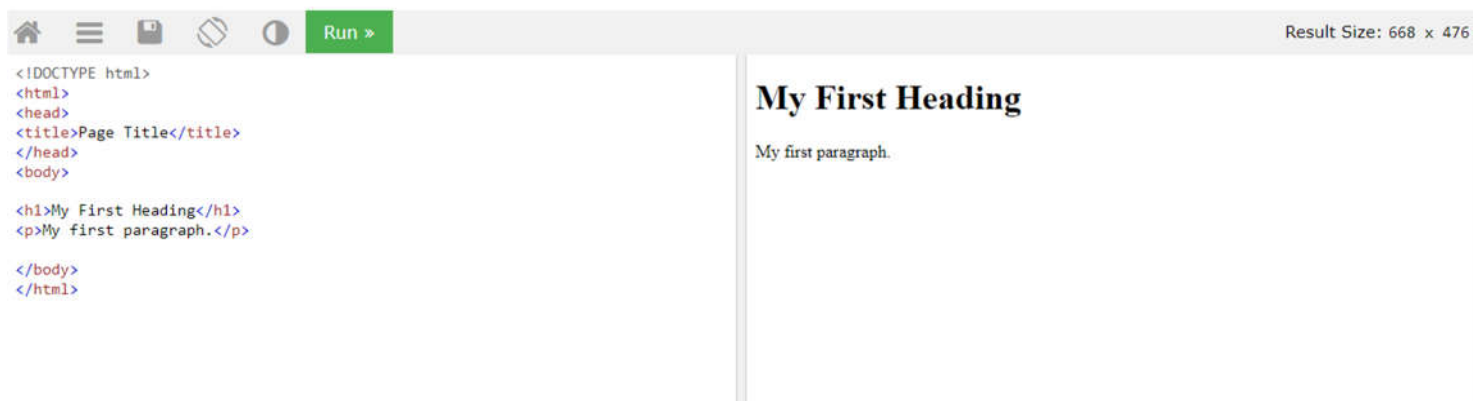 Run »
Result Size: 668 x 476
<!DOCTYPE html>
<html>
<head>
<title>Page Title</title>
</head>
<body>
<h1>My First Heading</h1>
<p>My first paragraph.</p>
</body>
</html>
My First Heading
My first paragraph.